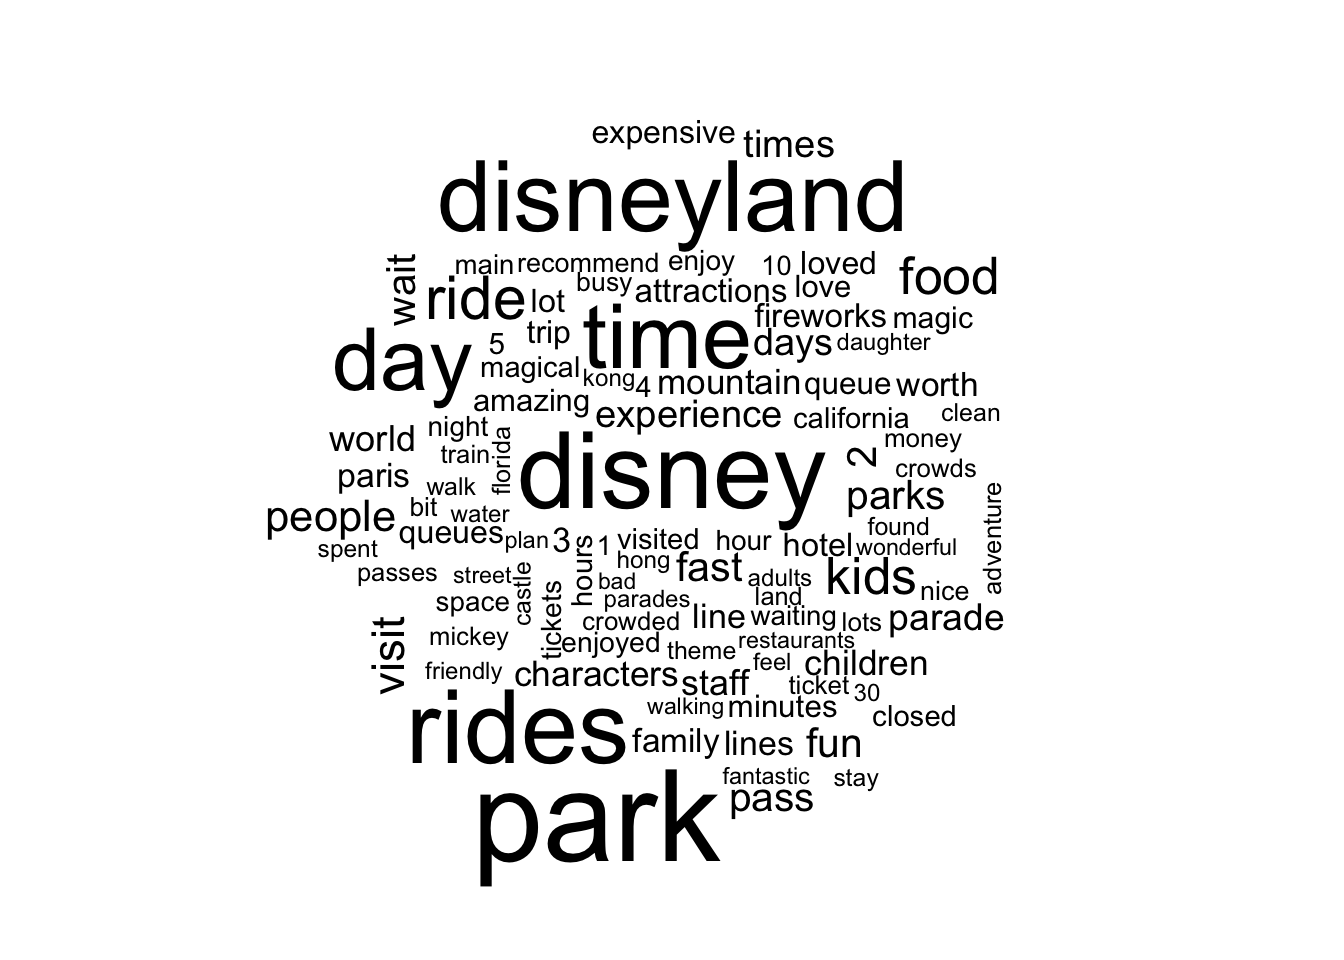 expensive times
disneyland
wait main recommend enjoy 10 loved food
ride lot busy attractions love
trip time fireworks magic
day 5 days daughter
magical kong 4 mountain queue worth
amazing experience california clean
world night money
train florida disney 2 crowds
paris walk parks adventure
people bit water found
queues plan 3 1 visited hour hotel wonderful
spent hours hong fast kids
passes street castle tickets bad adults nice
space parades land
visit mickey crowded line waiting lots parade
enjoyed theme restaurants
friendly characters staff feel children
ticket 30
rides walking minutes closed
family lines fun
park fantastic stay
pass